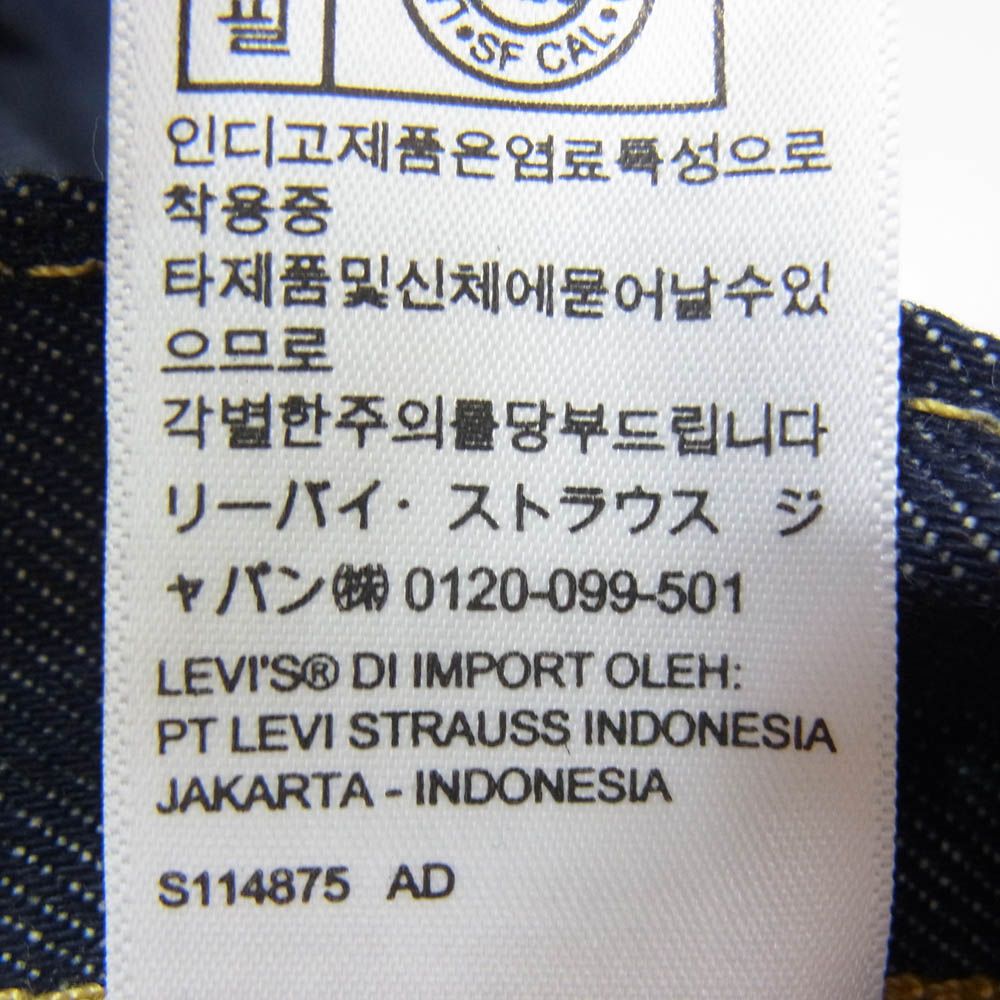 필
SF CAL
인디고제품은염료특성으로
착용중
타제품및신체에묻어날수있
으므로
각별한주의를당부드립니다
リーバイ・ストラウス ジ
ャパン㈱ 0120-099-501
LEVI'S® DI IMPORT OLEH:
PT LEVI STRAUSS INDONESIA
JAKARTA - INDONESIA
S114875 AD